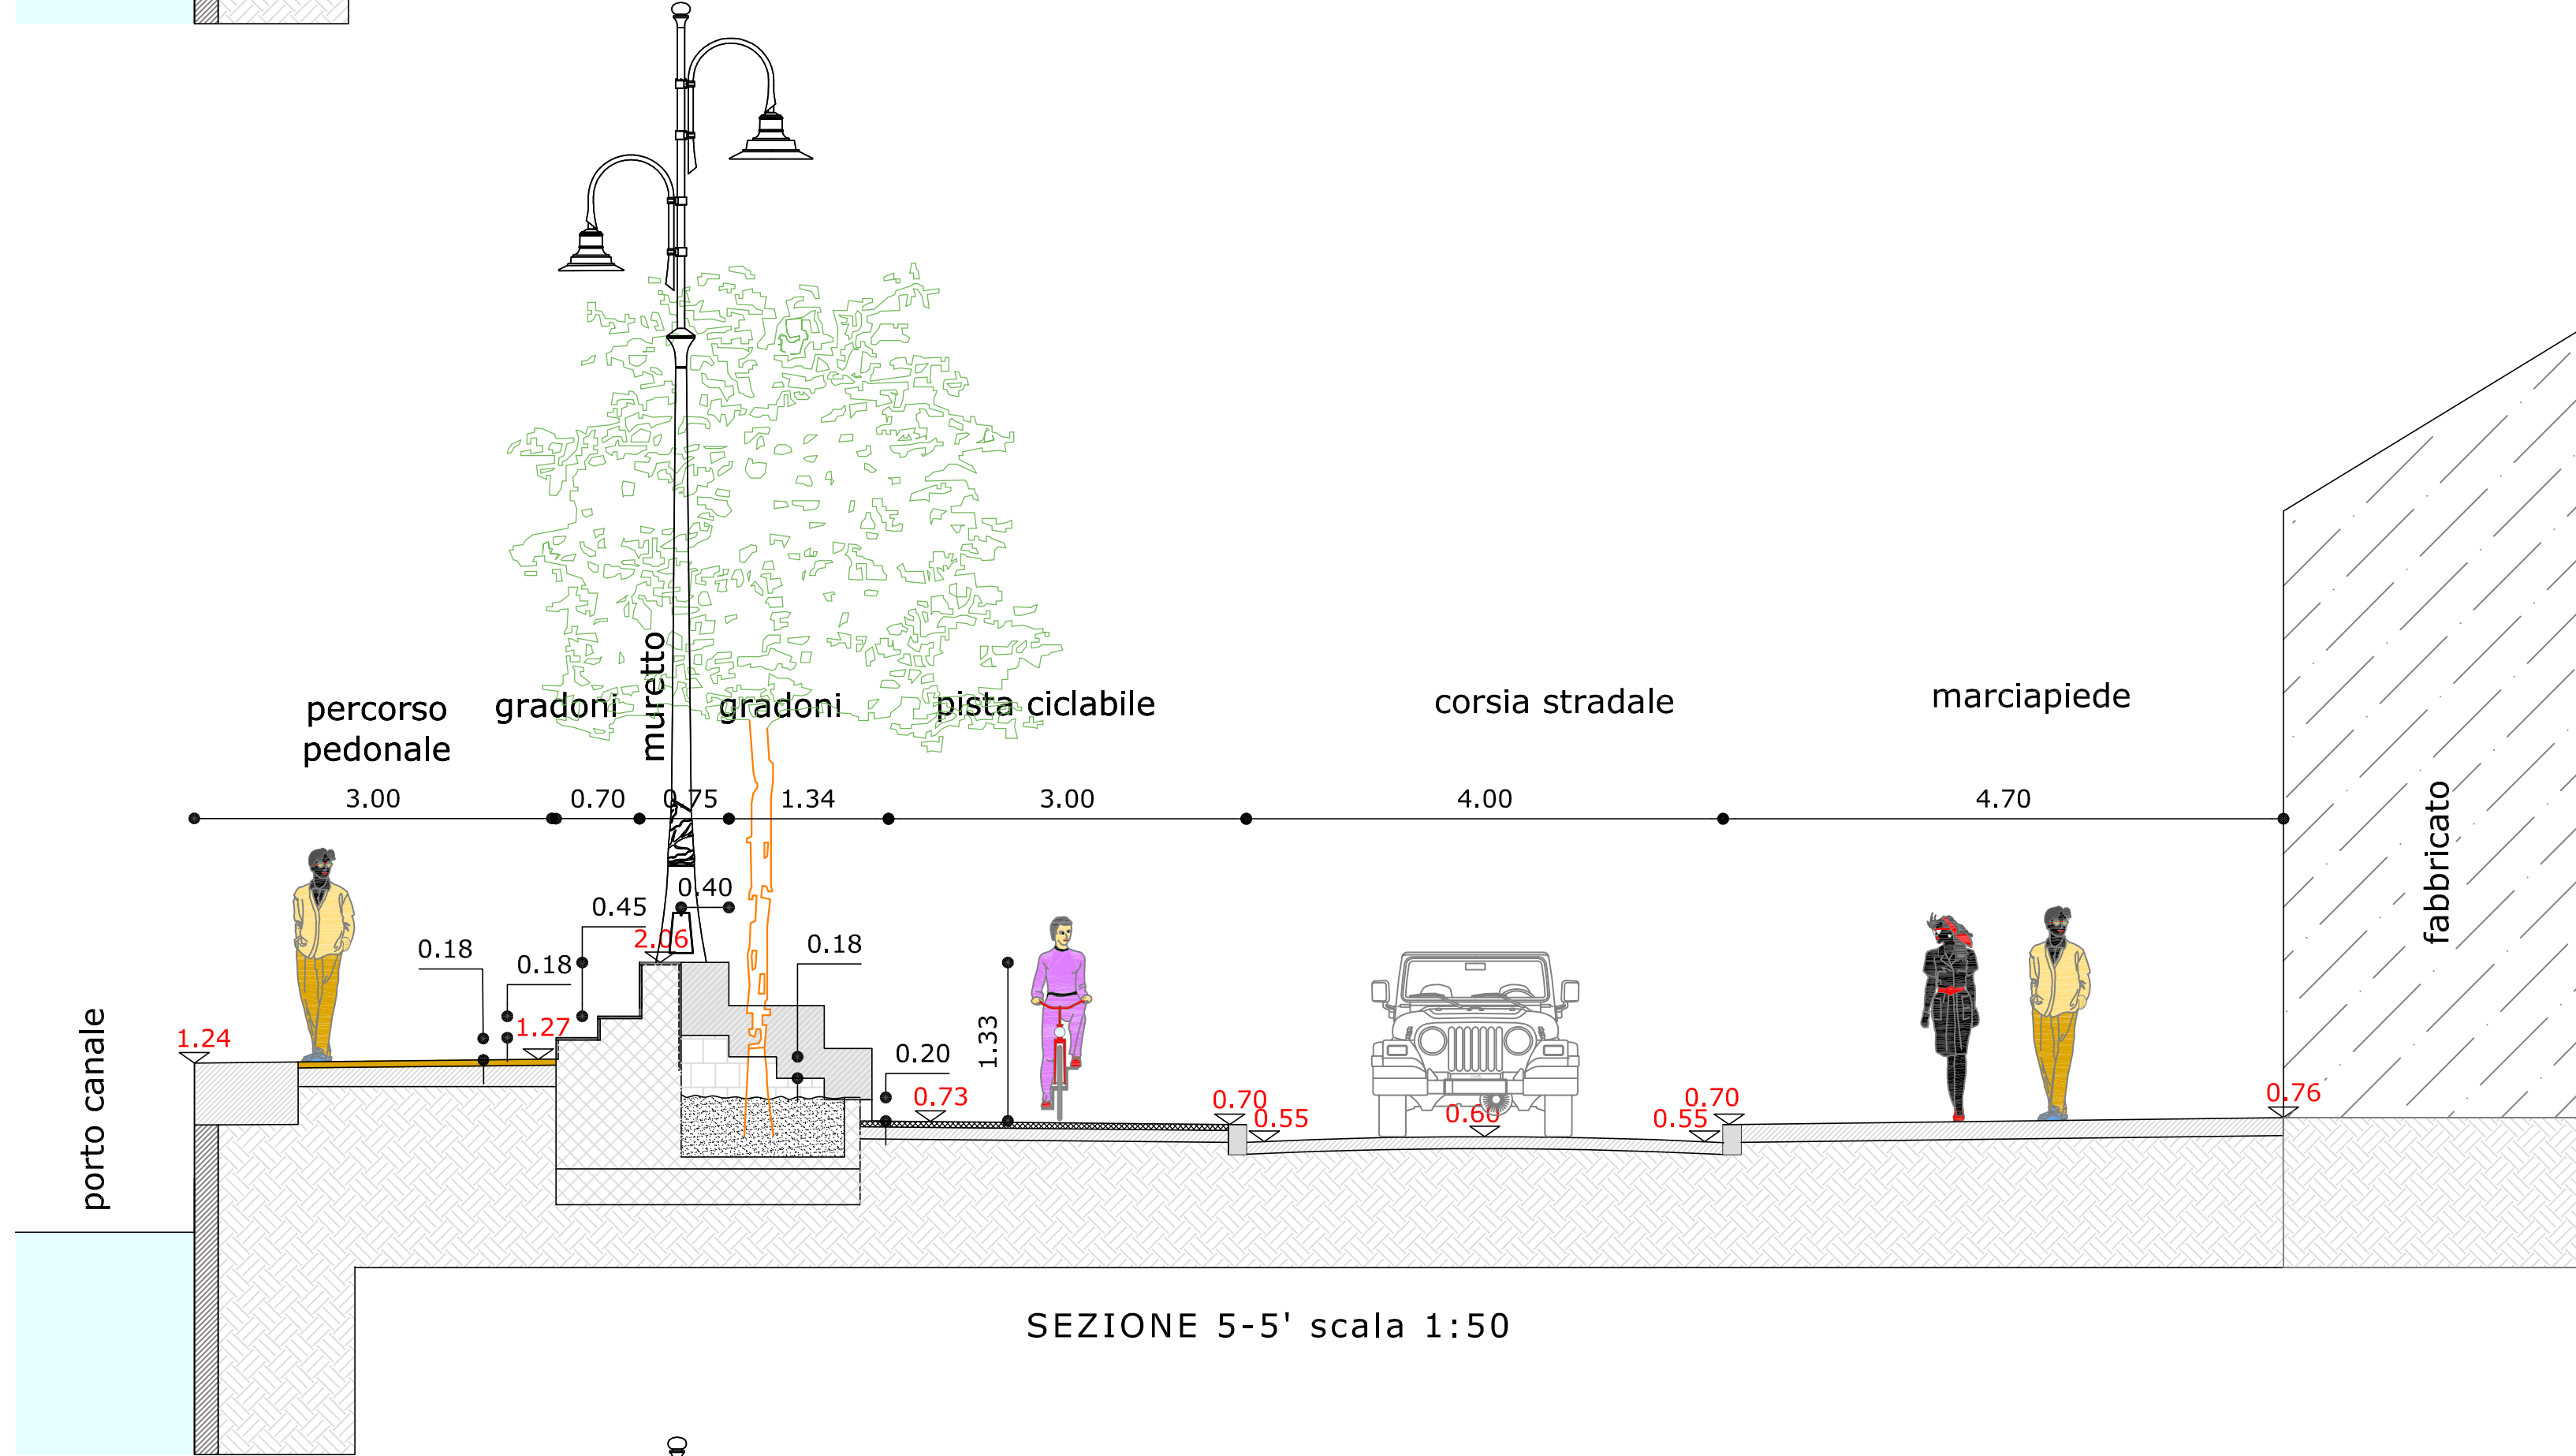 percorso
pedonale
gradoni
muretto
gradoni
pista ciclabile
corsia stradale
marciapiede
3.00
0.70
0.75
1.34
3.00
4.00
4.70
fabbricato
0.40
0.45
2.06
0.18
0.18
0.18
1.27
1.24
0.20
1.33
0.73
0.70
0.55
0.60
0.70
0.55
0.76
porto canale
SEZIONE 5-5' scala 1:50